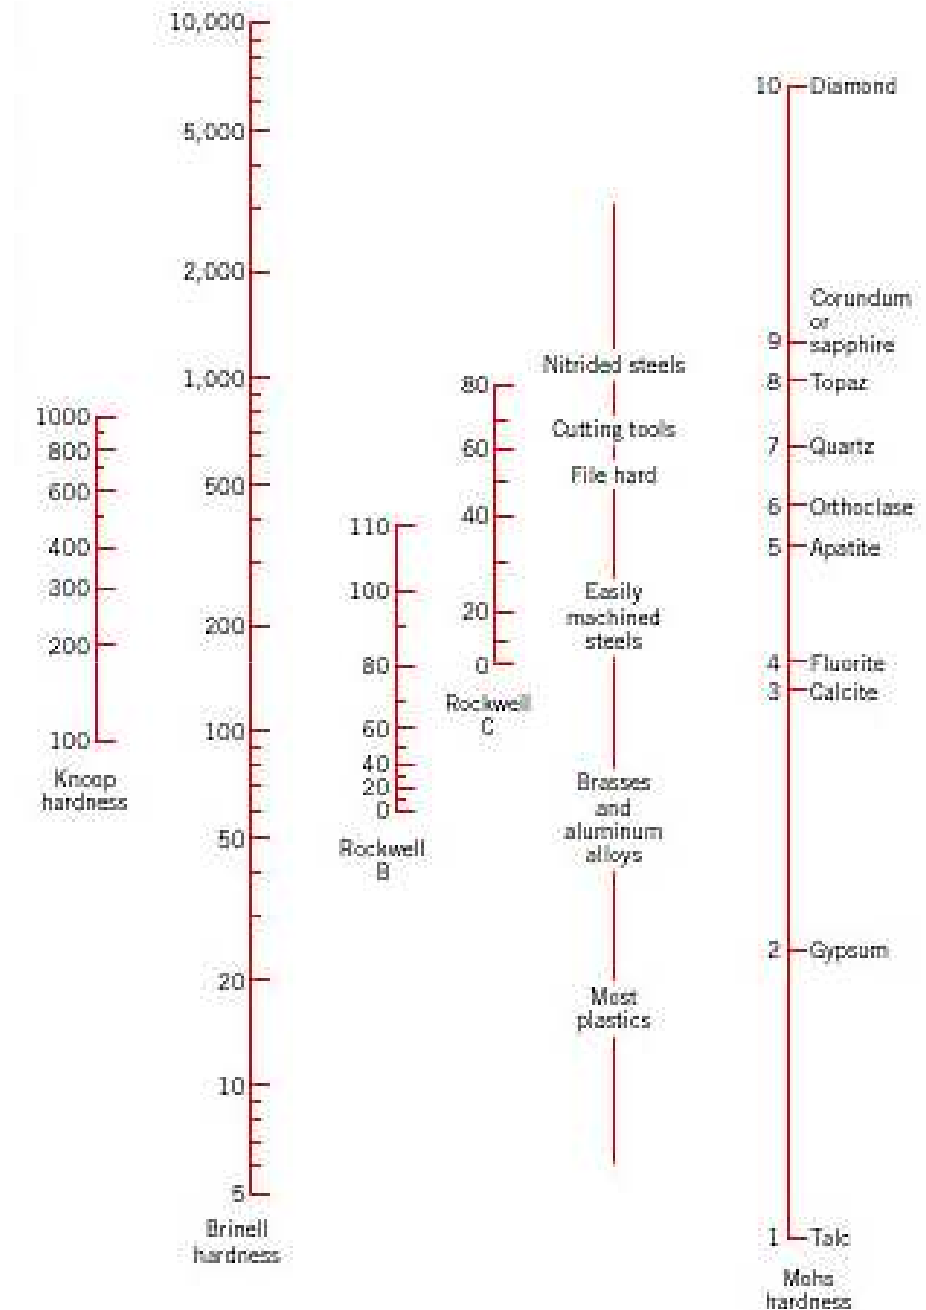 Knoop
hardness
1000
800
600
400
300
200
100
Brinell
hardness
10,000
5,000
2,000
1,000
500
200
100
50
20
10
5
Rockwell
B
110
100
80
60
40
20
0
Rockwell
C
80
60
40
20
0
Nitrided steels
Cutting tools
File hard
Easily
machined
steels
Brasses
and
aluminum
alloys
Most
plastics
10 Diamond
Corundum
or
9 sapphire
8 Topaz
7 Quartz
6 Orthoclase
5 Apatite
4 Fluorite
3 Calcite
2 Gypsum
1 Talc
Mohs
hardness